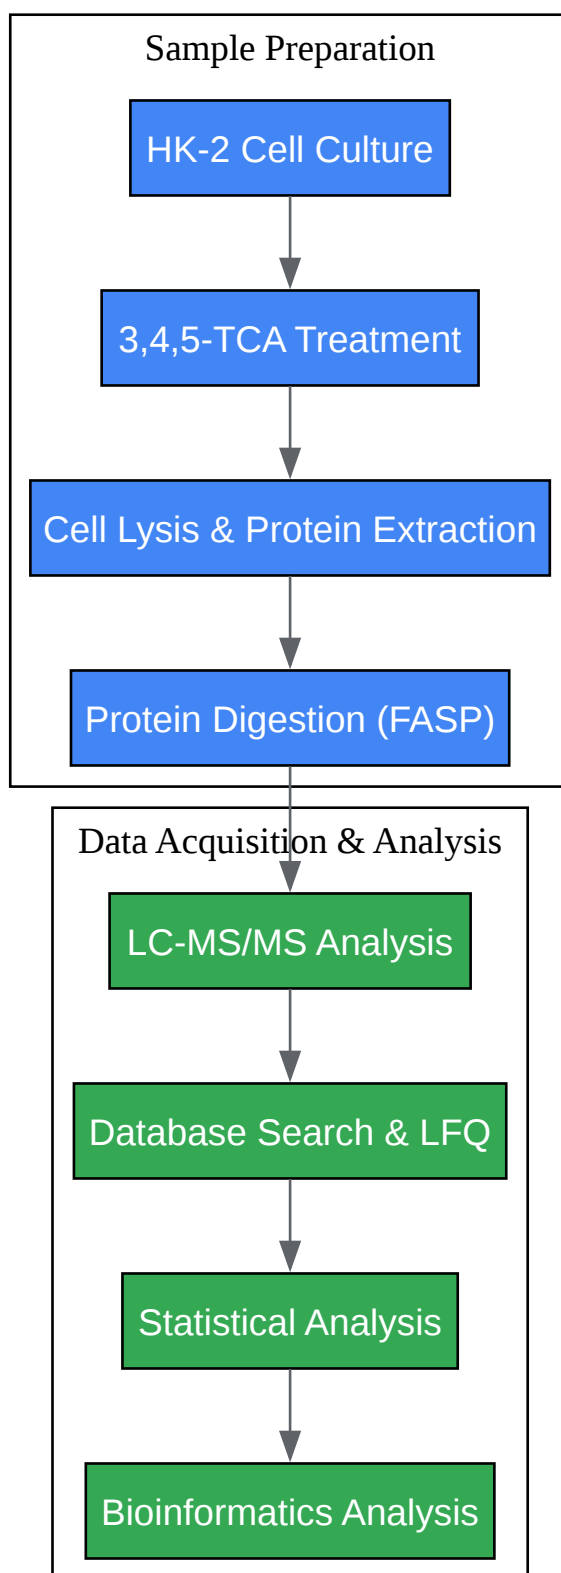 Sample Preparation
HK-2 Cell Culture
3,4,5-TCA Treatment
Cell Lysis & Protein Extraction
Protein Digestion (FASP)
Data Acquisition & Analysis
LC-MS/MS Analysis
Database Search & LFQ
Statistical Analysis
Bioinformatics Analysis